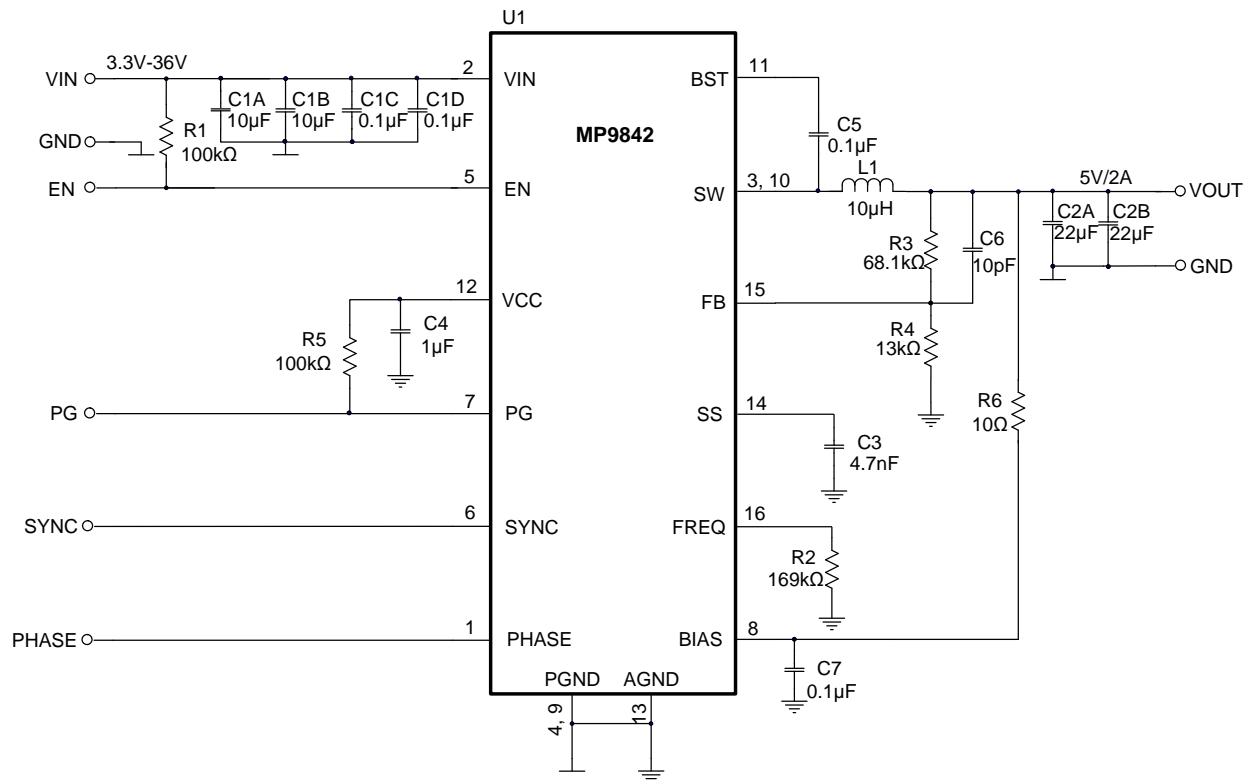 U1
3.3V-36V
VIN
2
VIN
C1A
10µF
C1B
10µF
C1C
0.1µF
C1D
0.1µF
GND
R1
100kΩ
EN
5
EN
12
VCC
C4
1µF
R5
100kΩ
PG
7
PG
SYNC
6
SYNC
PHASE
1
PHASE
MP9842
BST
11
C5
0.1µF
SW
3, 10
L1
10µH
5V/2A
VOUT
C2A
22µF
C2B
22µF
GND
R3
68.1kΩ
C6
10pF
FB
15
R4
13kΩ
R6
10Ω
SS
14
C3
4.7nF
FREQ
16
R2
169kΩ
BIAS
8
C7
0.1µF
PGND
AGND
4, 9
13